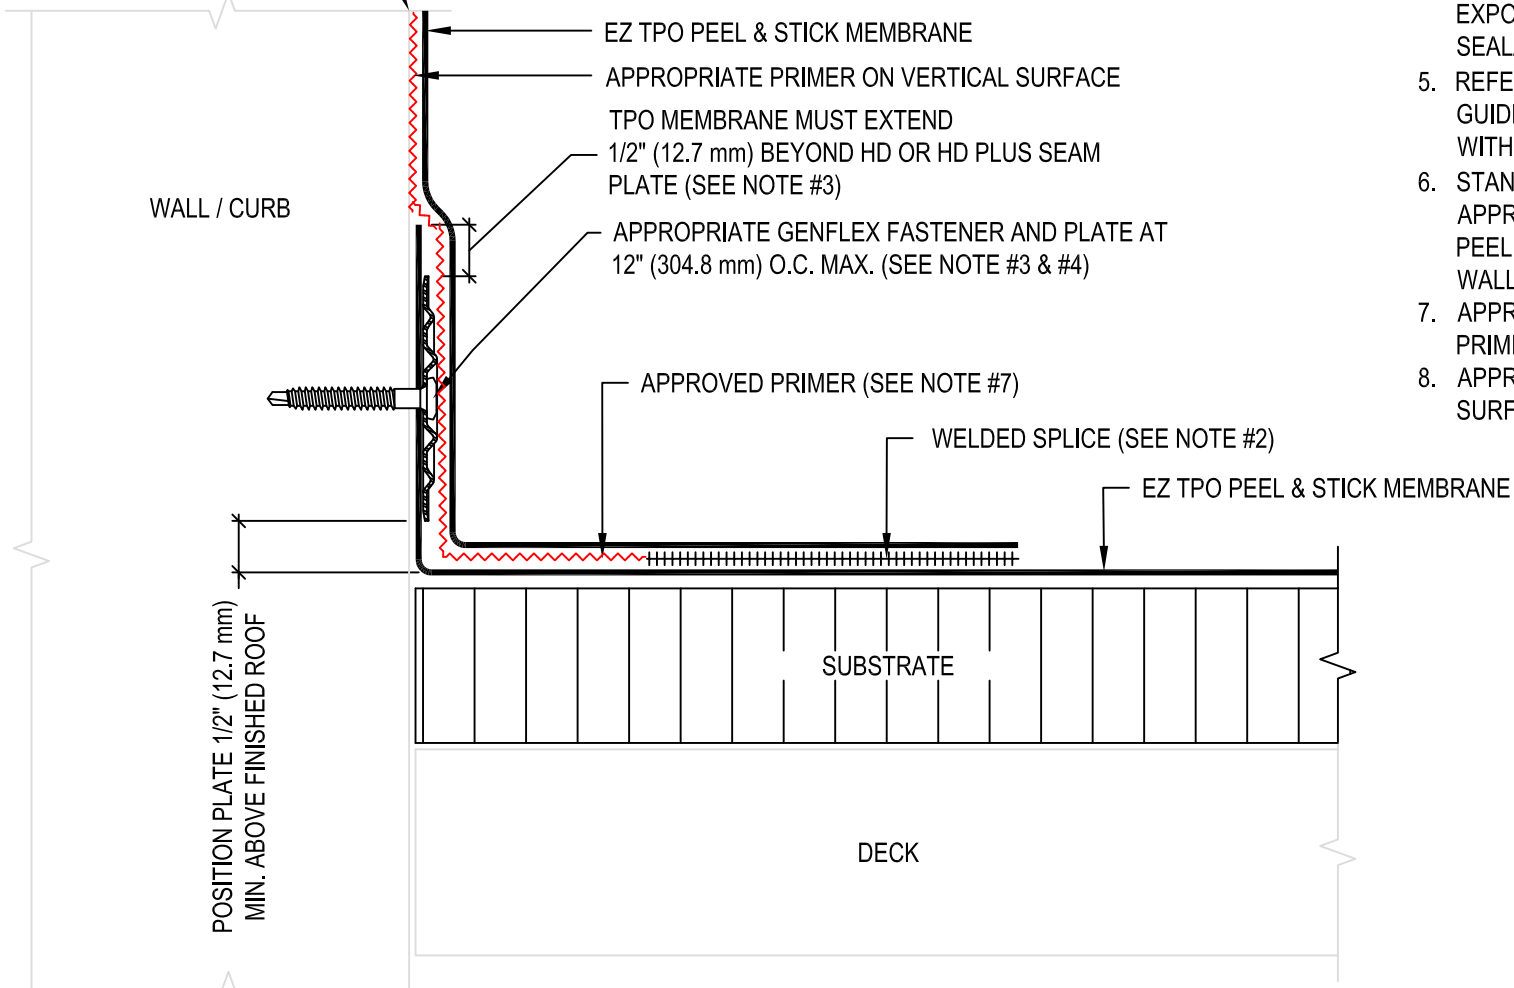 EZ TPO PEEL & STICK MEMBRANE
APPROPRIATE PRIMER ON VERTICAL SURFACE
TPO MEMBRANE MUST EXTEND
1/2" (12.7 mm) BEYOND HD OR HD PLUS SEAM
PLATE (SEE NOTE #3)
WALL / CURB
APPROPRIATE GENFLEX FASTENER AND PLATE AT
12" (304.8 mm) O.C. MAX. (SEE NOTE #3 & #4)
APPROVED PRIMER (SEE NOTE #7)
WELDED SPLICE (SEE NOTE #2)
EZ TPO PEEL & STICK MEMBRANE
POSITION PLATE 1/2" (12.7 mm)
MIN. ABOVE FINISHED ROOF
SUBSTRATE
DECK
5.
WITH
6.
PEEL
WALL
7.
8.